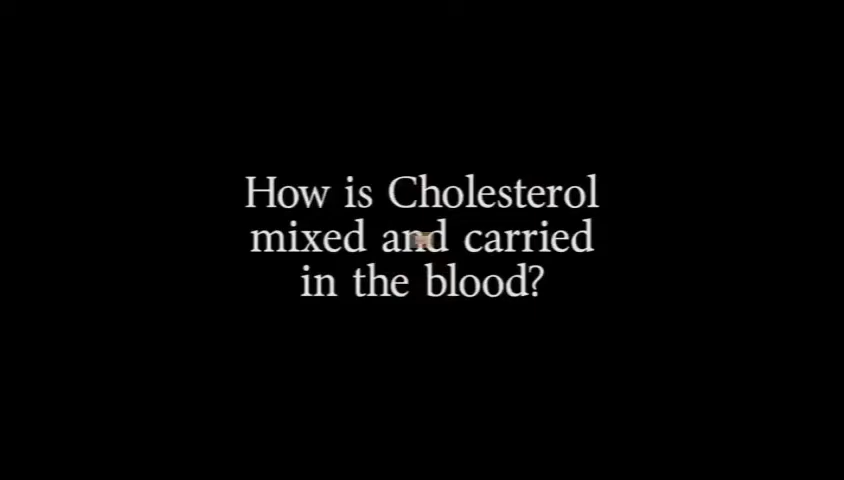 How is Cholesterol
mixed and carried
in the blood?